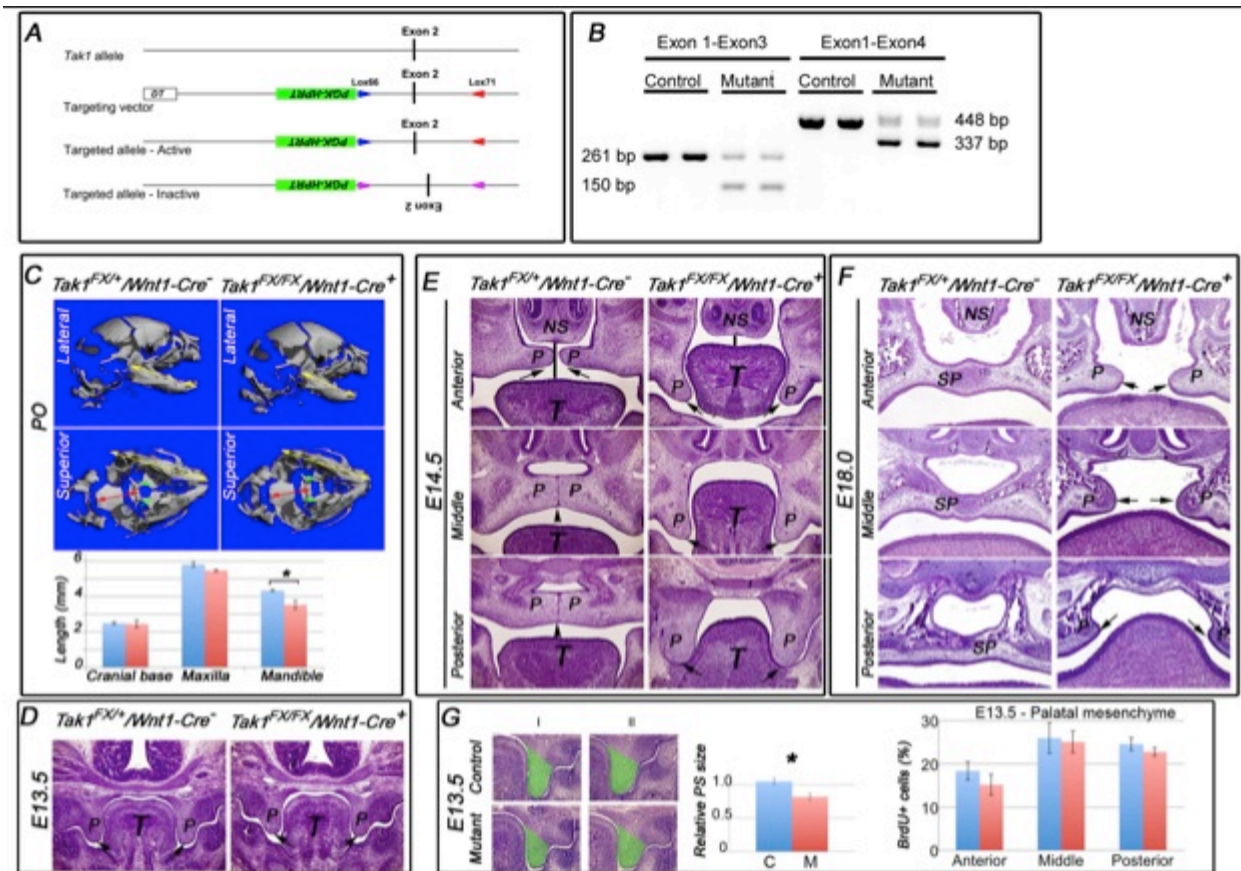 A
Exon 2
Tak1 allele
Exon 2
Lox66
Lox71
DT
PGK-HPRT
Targeting vector
Exon 2
PGK-HPRT
Targeted allele - Active
PGK-HPRT
Targeted allele - Inactive
Exon 2
B
Exon 1-Exon3
Exon1-Exon4
Control
Mutant
Control
Mutant
448 bp
337 bp
261 bp
150 bp
C
Tak1FX/+/Wnt1-Cre-
Tak1FX/FX/Wnt1-Cre+
PO
Lateral
Lateral
Superior
Superior
Length (mm)
6
4
2
0
*
Cranial base
Maxilla
Mandible
D
Tak1FX/+/Wnt1-Cre-
Tak1FX/FX/Wnt1-Cre+
E13.5
P
T
P
P
T
P
E
Tak1FX/+/Wnt1-Cre-
Tak1FX/FX/Wnt1-Cre+
E14.5
Anterior
NS
P
P
T
NS
P
T
P
Middle
P
P
T
P
T
P
Posterior
P
P
T
P
T
P
F
Tak1FX/+/Wnt1-Cre-
Tak1FX/FX/Wnt1-Cre+
E18.0
Anterior
NS
SP
NS
P
P
Middle
SP
P
P
Posterior
SP
P
G
I
II
E13.5
Control
Mutant
Relative PS size
1.0
0.5
0
*
C
M
E13.5 - Palatal mesenchyme
BrdU+ cells (%)
30
20
10
0
Anterior
Middle
Posterior